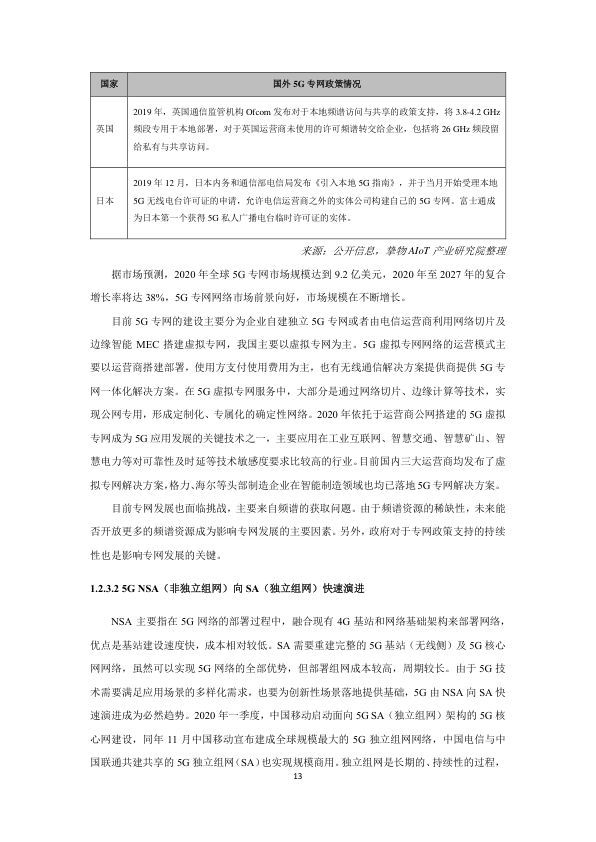 国家 国外 5G 专网政策情况
英国
2019 年，英国通信监管机构 Ofcom 发布对于本地频谱访问与共享的政策支持，将 3.8-4.2 GHz
频段专用于本地部署，对于英国运营商未使用的许可频谱转交给企业，包括将 26 GHz 频段留
给私有与共享访问。
日本
2019 年 12 月，日本内务和通信部电信局发布《引入本地 5G 指南》，并于当月开始受理本地
5G 无线电台许可证的申请，允许电信运营商之外的实体公司构建自己的 5G 专网。富士通成
为日本第一个获得 5G 私人广播电台临时许可证的实体。
来源：公开信息，挚物 AIoT 产业研究院整理
据市场预测，2020 年全球 5G 专网市场规模达到 9.2 亿美元，2020 年至 2027 年的复合
增长率将达 38%，5G 专网网络市场前景向好，市场规模在不断增长。
目前 5G 专网的建设主要分为企业自建独立 5G 专网或者由电信运营商利用网络切片及
边缘智能 MEC 搭建虚拟专网，我国主要以虚拟专网为主。5G 虚拟专网网络的运营模式主
要以运营商搭建部署，使用方支付使用费用为主，也有无线通信解决方案提供商提供 5G 专
网一体化解决方案。在 5G 虚拟专网服务中，大部分是通过网络切片、边缘计算等技术，实
现公网专用，形成定制化、专属化的确定性网络。2020 年依托于运营商公网搭建的 5G 虚拟
专网成为 5G 应用发展的关键技术之一，主要应用在工业互联网、智慧交通、智慧矿山、智
慧电力等对可靠性及时延等技术敏感度要求比较高的行业。目前国内三大运营商均发布了虚
拟专网解决方案，格力、海尔等头部制造企业在智能制造领域也均已落地 5G 专网解决方案。
目前专网发展也面临挑战，主要来自频谱的获取问题。由于频谱资源的稀缺性，未来能
否开放更多的频谱资源成为影响专网发展的主要因素。另外，政府对于专网政策支持的持续
性也是影响专网发展的关键。
1.2.3.2 5G NSA（非独立组网）向 SA（独立组网）快速演进
NSA 主要指在 5G 网络的部署过程中，融合现有 4G 基站和网络基础架构来部署网络，
优点是基站建设速度快，成本相对较低。SA 需要重建完整的 5G 基站（无线侧）及 5G 核心
网网络，虽然可以实现 5G 网络的全部优势，但部署组网成本较高，周期较长。由于 5G 技
术需要满足应用场景的多样化需求，也要为创新性场景落地提供基础，5G 由 NSA 向 SA 快
速演进成为必然趋势。2020 年一季度，中国移动启动面向 5G SA（独立组网）架构的 5G 核
心网建设，同年 11 月中国移动宣布建成全球规模最大的 5G 独立组网网络，中国电信与中
国联通共建共享的 5G 独立组网（SA）也实现规模商用。独立组网是长期的、持续性的过程，
13